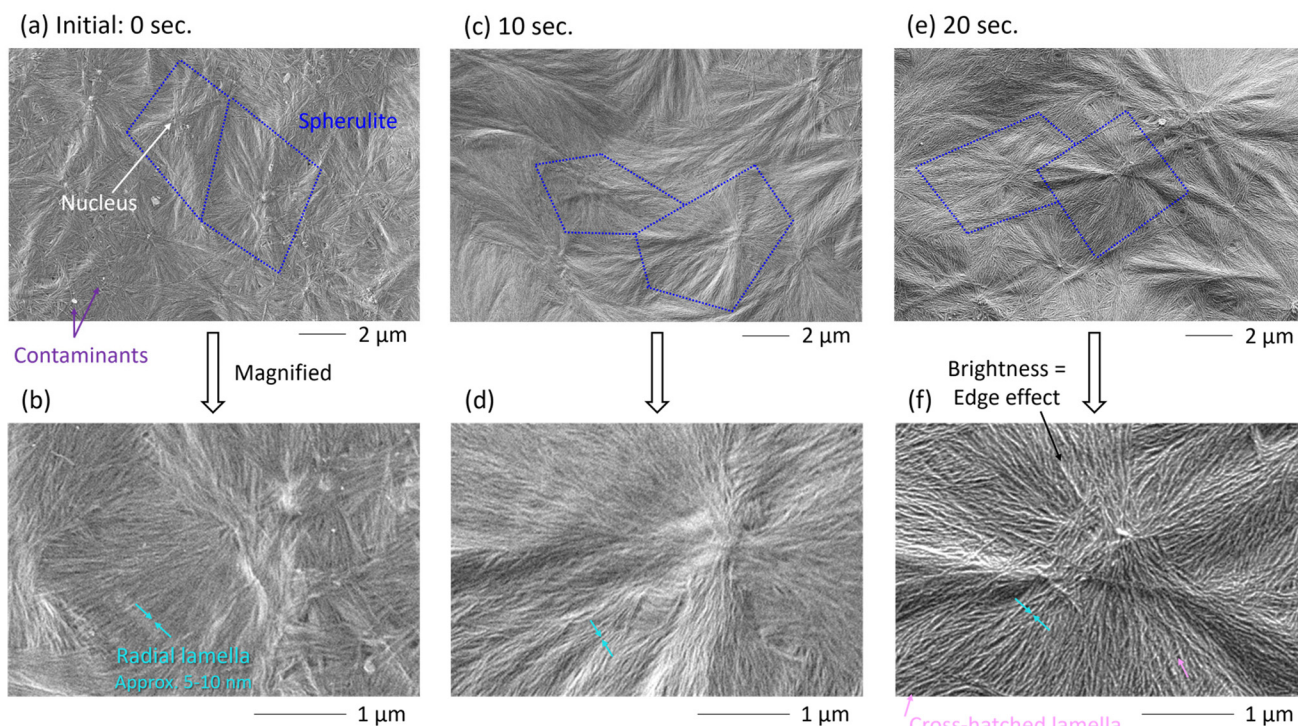 (a) Initial: 0 sec.
(c) 10 sec.
(e) 20 sec.
Spherulite
Nucleus
2 μm
2 μm
2 μm
Contaminants
Magnified
Brightness =
Edge effect
(b)
(d)
(f)
Radial lamella
Approx. 5-10 nm
Cross-hatched lamella
1 μm
1 μm
1 μm